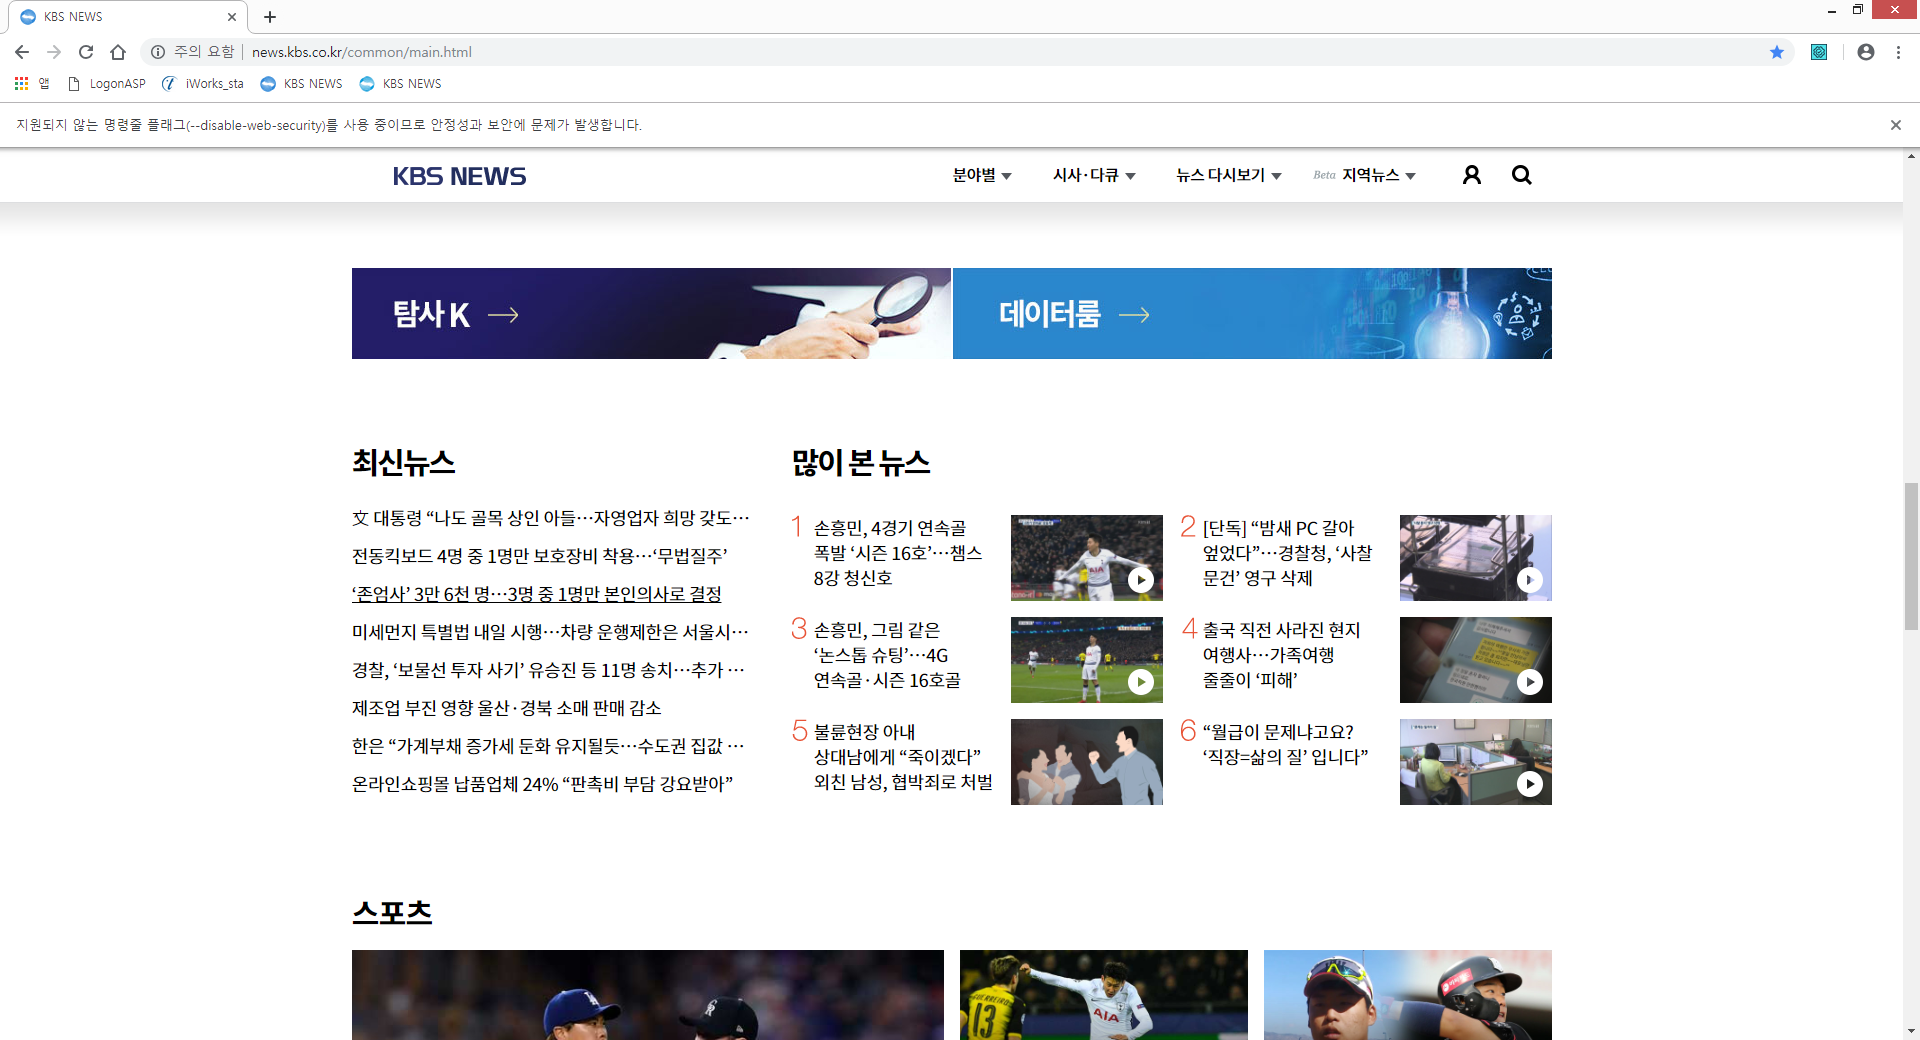 KBS NEWS
주의 요함 | news.kbs.co.kr/common/main.html
앱 LogonASP iWorks_sta KBS NEWS KBS NEWS
지원되지 않는 명령줄 플래그(--disable-web-security)를 사용 중이므로 안정성과 보안에 문제가 발생합니다.
KBS NEWS 분야별 시사·다큐 뉴스 다시보기 Beta 지역뉴스
탐사 K
데이터룸
최신뉴스
文 대통령 “나도 골목 상인 아들…자영업자 희망 갖도…
전동킥보드 4명 중 1명만 보호장비 착용…‘무법질주’
‘존엄사’ 3만 6천 명…3명 중 1명만 본인의사로 결정
미세먼지 특별법 내일 시행…차량 운행제한은 서울시…
경찰, ‘보물선 투자 사기’ 유승진 등 11명 송치…추가 …
제조업 부진 영향 울산·경북 소매 판매 감소
한은 “가계부채 증가세 둔화 유지될듯…수도권 집값 …
온라인쇼핑몰 납품업체 24% “판촉비 부담 강요받아”
많이 본 뉴스
1 손흥민, 4경기 연속골
폭발 ‘시즌 16호’…챔스
8강 청신호
AIA
2 [단독] “밤새 PC 갈아
엎었다”…경찰청, ‘사찰
문건’ 영구 삭제
3 손흥민, 그림 같은
‘논스톱 슈팅’…4G
연속골·시즌 16호골
4 출국 직전 사라진 현지
여행사…가족여행
줄줄이 ‘피해’
5 불륜현장 아내
상대남에게 “죽이겠다”
외친 남성, 협박죄로 처벌
6 “월급이 문제냐고요?
‘직장=삶의 질’ 입니다”
스포츠
LA
GUERREIRO
13
AIA